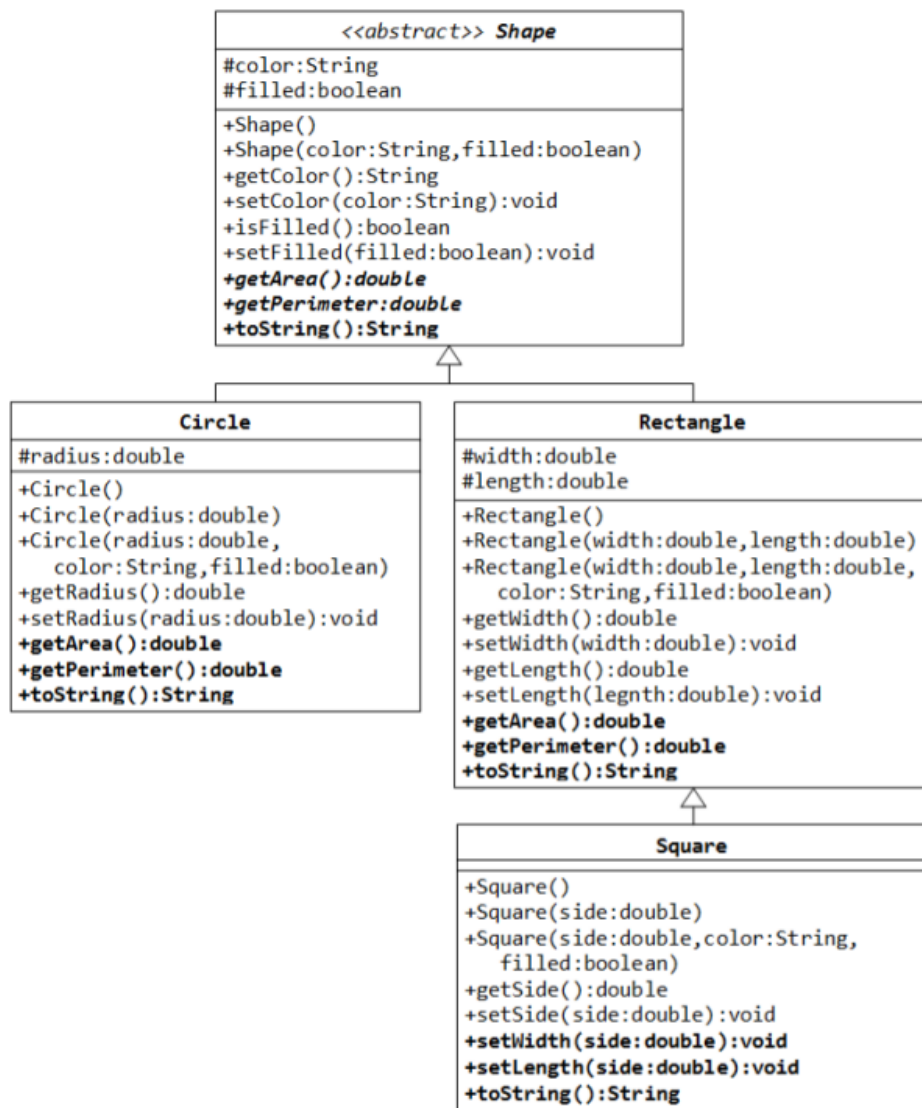 <<abstract>> Shape
#color:String
#filled:boolean
+Shape()
+Shape(color:String,filled:boolean)
+getColor():String
+setColor(color:String):void
+isFilled():boolean
+setFilled(filled:boolean):void
+getArea():double
+getPerimeter:double
+toString():String
Circle
#radius:double
+Circle()
+Circle(radius:double)
+Circle(radius:double,
color:String,filled:boolean)
+getRadius():double
+setRadius(radius:double):void
+getArea():double
+getPerimeter():double
+toString():String
Rectangle
#width:double
#length:double
+Rectangle()
+Rectangle(width:double,length:double)
+Rectangle(width:double,length:double,
color:String,filled:boolean)
+getWidth():double
+setWidth(width:double):void
+getLength():double
+setLength(legnth:double):void
+getArea():double
+getPerimeter():double
+toString():String
Square
+Square()
+Square(side:double)
+Square(side:double,color:String,
filled:boolean)
+getSide():double
+setSide(side:double):void
+setWidth(side:double):void
+setLength(side:double):void
+toString():String